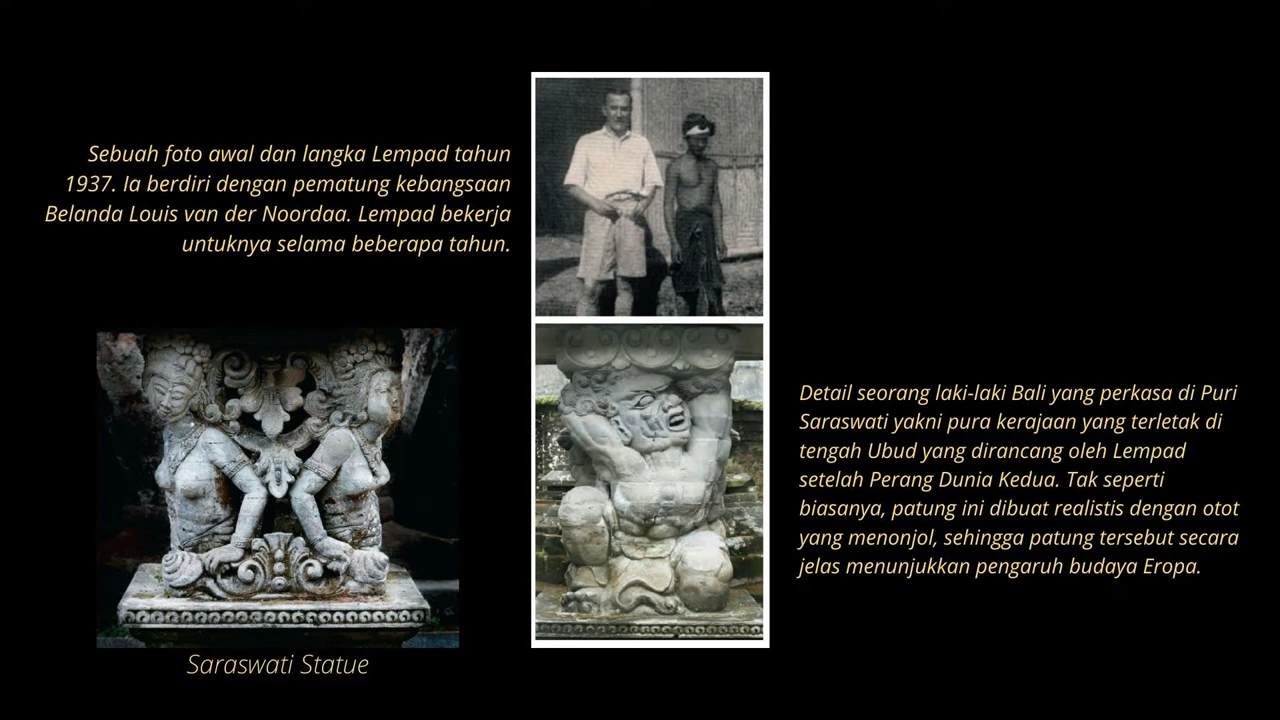 Sebuah foto awal dan langka Lempad tahun
1937. Ia berdiri dengan pematung kebangsaan
Belanda Louis van der Noordaa. Lempad bekerja
untuknya selama beberapa tahun.
Saraswati Statue
Detail seorang laki-laki Bali yang perkasa di Puri
Saraswati yakni pura kerajaan yang terletak di
tengah Ubud yang dirancang oleh Lempad
setelah Perang Dunia Kedua. Tak seperti
biasanya, patung ini dibuat realistis dengan otot
yang menonjol, sehingga patung tersebut secara
jelas menunjukkan pengaruh budaya Eropa.